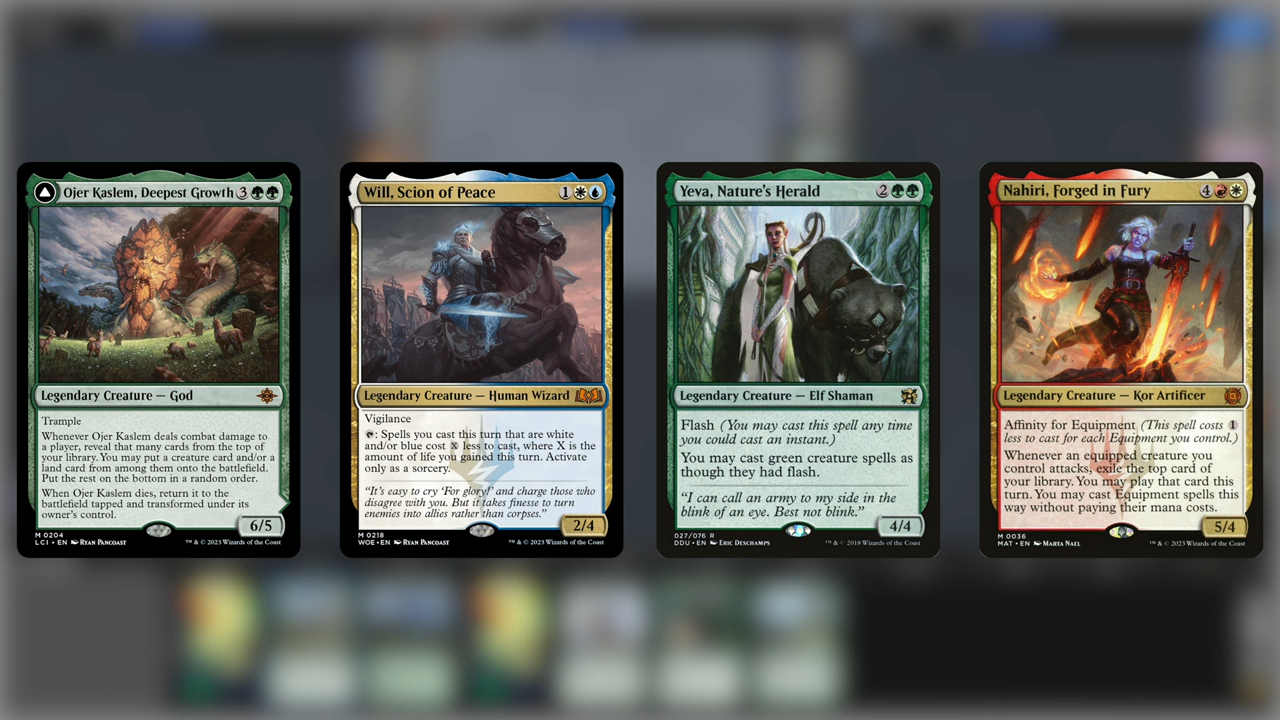 Ojer Kaslem, Deepest Growth 3
Legendary Creature — God
Trample
Whenever Ojer Kaslem deals combat damage to
a player, reveal that many cards from the top of
your library. You may put a creature card and/or a
land card from among them onto the battlefield.
Put the rest on the bottom in a random order.
When Ojer Kaslem dies, return it to the
battlefield tapped and transformed under its
owner's control.
6/5
M 0204
LCI • EN RYAN PANCOAST
™ & © 2023 Wizards of the Coast
Will, Scion of Peace 1
Legendary Creature — Human Wizard
Vigilance
: Spells you cast this turn that are white
and/or blue cost X less to cast, where X is the
amount of life you gained this turn. Activate
only as a sorcery.
"It's easy to cry 'For glory!' and charge those who
disagree with you. But it takes finesse to turn
enemies into allies rather than corpses."
2/4
M 0218
WOE • EN RYAN PANCOAST
™ & © 2023 Wizards of the Coast
Yeva, Nature's Herald 2
Legendary Creature — Elf Shaman
Flash (You may cast this spell any time
you could cast an instant.)
You may cast green creature spells as
though they had flash.
"I can call an army to my side in the
blink of an eye. Best not blink."
4/4
027/076 R
DDU • EN ERIC DESCHAMPS
™ & © 2018 Wizards of the Coast
Nahiri, Forged in Fury 4
Legendary Creature — Kor Artificer
Affinity for Equipment (This spell costs 1
less to cast for each Equipment you control.)
Whenever an equipped creature you
control attacks, exile the top card of
your library. You may play that card this
turn. You may cast Equipment spells this
way without paying their mana costs.
5/4
M 0036
MAT • EN MARTA NAEL
™ & © 2023 Wizards of the Coast